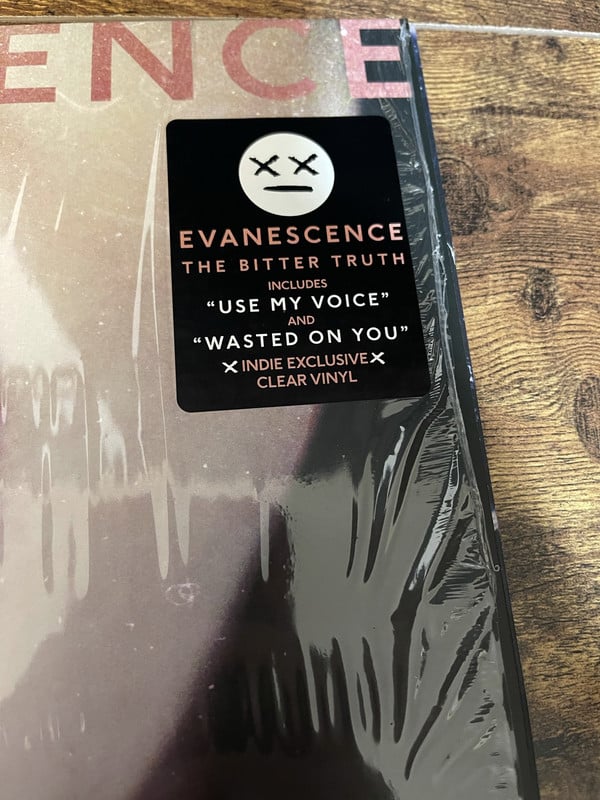 ENCE
EVANESCENCE
THE BITTER TRUTH
INCLUDES
“USE MY VOICE”
AND
“WASTED ON YOU”
INDIE EXCLUSIVE
CLEAR VINYL